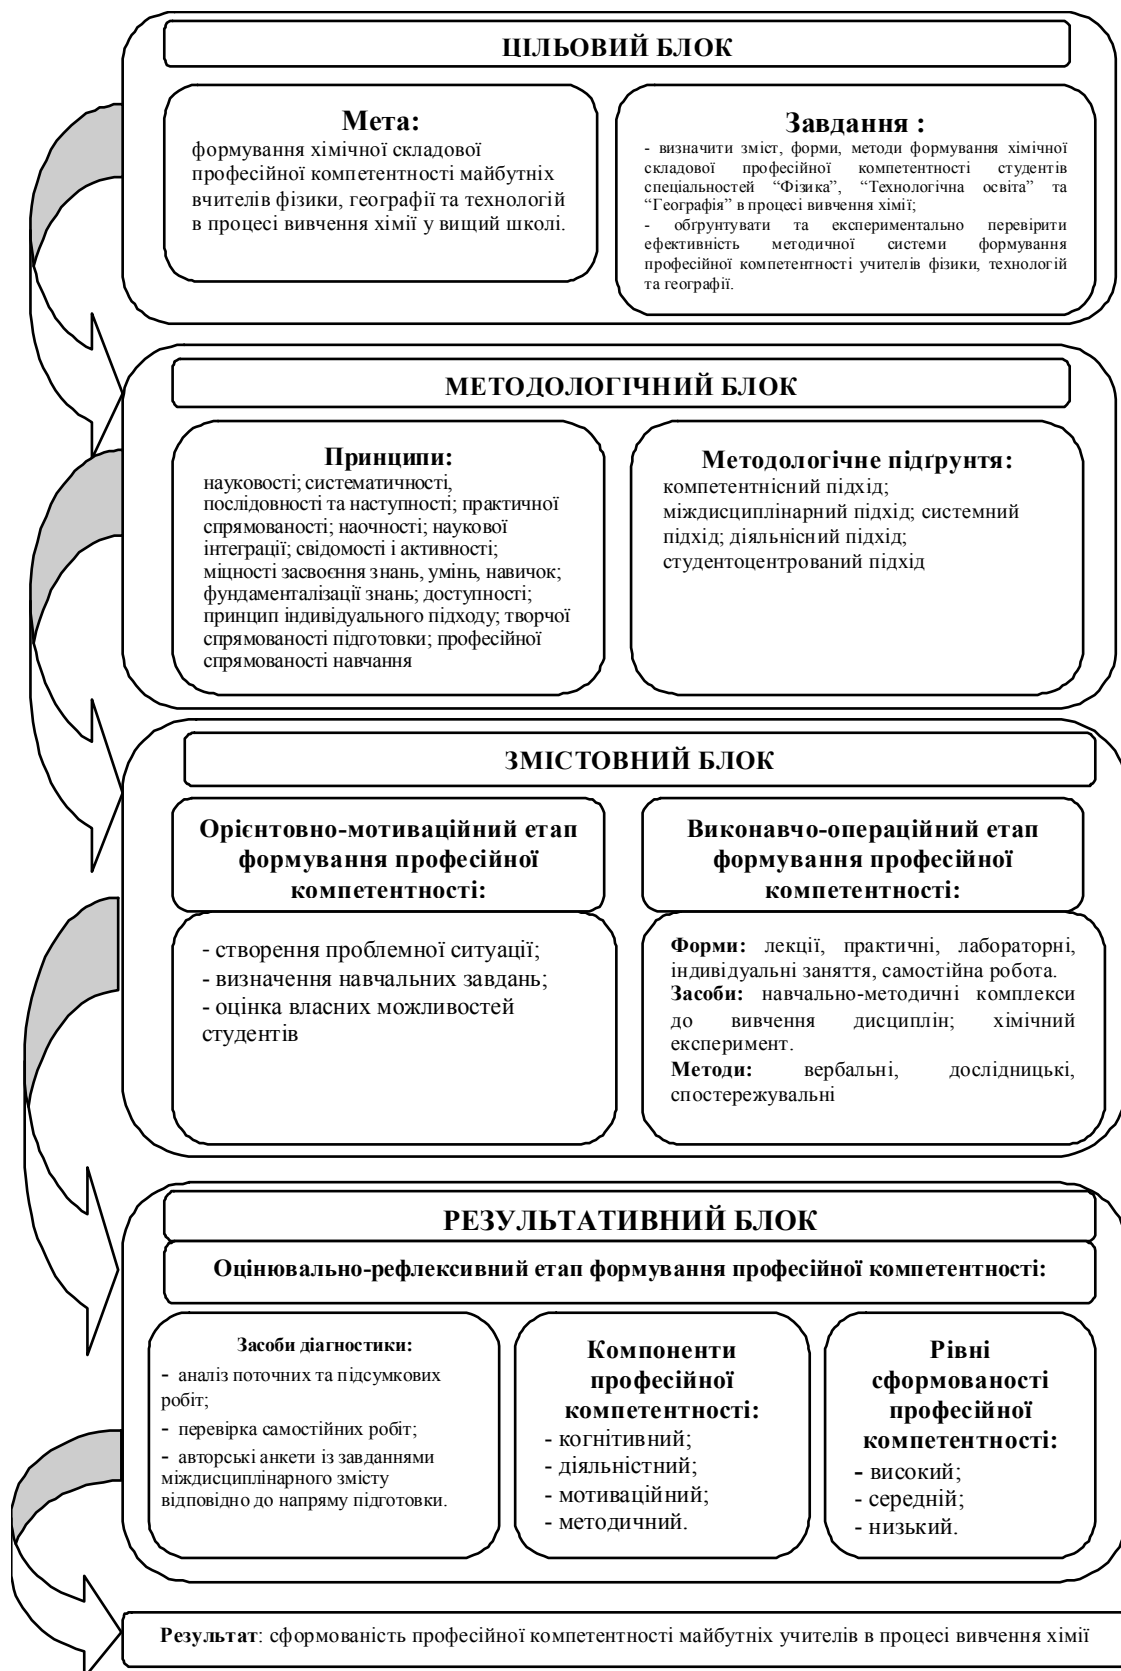 ЦІЛЬОВИЙ БЛОК
Мета:
формування хімічної складової
професійної компетентності майбутніх
вчителів фізики, географії та технологій
в процесі вивчення хімії у вищий школі.
Завдання :
- визначити зміст, форми, методи формування хімічної
складової професійної компетентності студентів
спеціальностей “Фізика”, “Технологічна освіта” та
“Географія” в процесі вивчення хімії;
- обґрунтувати та експериментально перевірити
ефективність методичної системи формування
професійної компетентності учителів фізики, технологій
та географії.
МЕТОДОЛОГІЧНИЙ БЛОК
Принципи:
науковості; систематичності,
послідовності та наступності; практичної
спрямованості; наочності; наукової
інтеграції; свідомості і активності;
міцності засвоєння знань, умінь, навичок;
фундаменталізації знань; доступності;
принцип індивідуального підходу; творчої
спрямованості підготовки; професійної
спрямованості навчання
Методологічне підґрунтя:
компетентнісний підхід;
міждисциплінарний підхід; системний
підхід; діяльнісний підхід;
студентоцентрований підхід
ЗМІСТОВНИЙ БЛОК
Орієнтовно-мотиваційний етап
формування професійної
компетентності:
- створення проблемної ситуації;
- визначення навчальних завдань;
- оцінка власних можливостей
студентів
Виконавчо-операційний етап
формування професійної
компетентності:
Форми: лекції, практичні, лабораторні,
індивідуальні заняття, самостійна робота.
Засоби: навчально-методичні комплекси
до вивчення дисциплін; хімічний
експеримент.
Методи: вербальні, дослідницькі,
спостережувальні
РЕЗУЛЬТАТИВНИЙ БЛОК
Оцінювально-рефлексивний етап формування професійної компетентності:
Засоби діагностики:
- аналіз поточних та підсумкових
робіт;
- перевірка самостійних робіт;
- авторські анкети із завданнями
міждисциплінарного змісту
відповідно до напряму підготовки.
Компоненти
професійної
компетентності:
- когнітивний;
- діяльністний;
- мотиваційний;
- методичний.
Рівні
сформованості
професійної
компетентності:
- високий;
- середній;
- низький.
Результат: сформованість професійної компетентності майбутніх учителів в процесі вивчення хімії